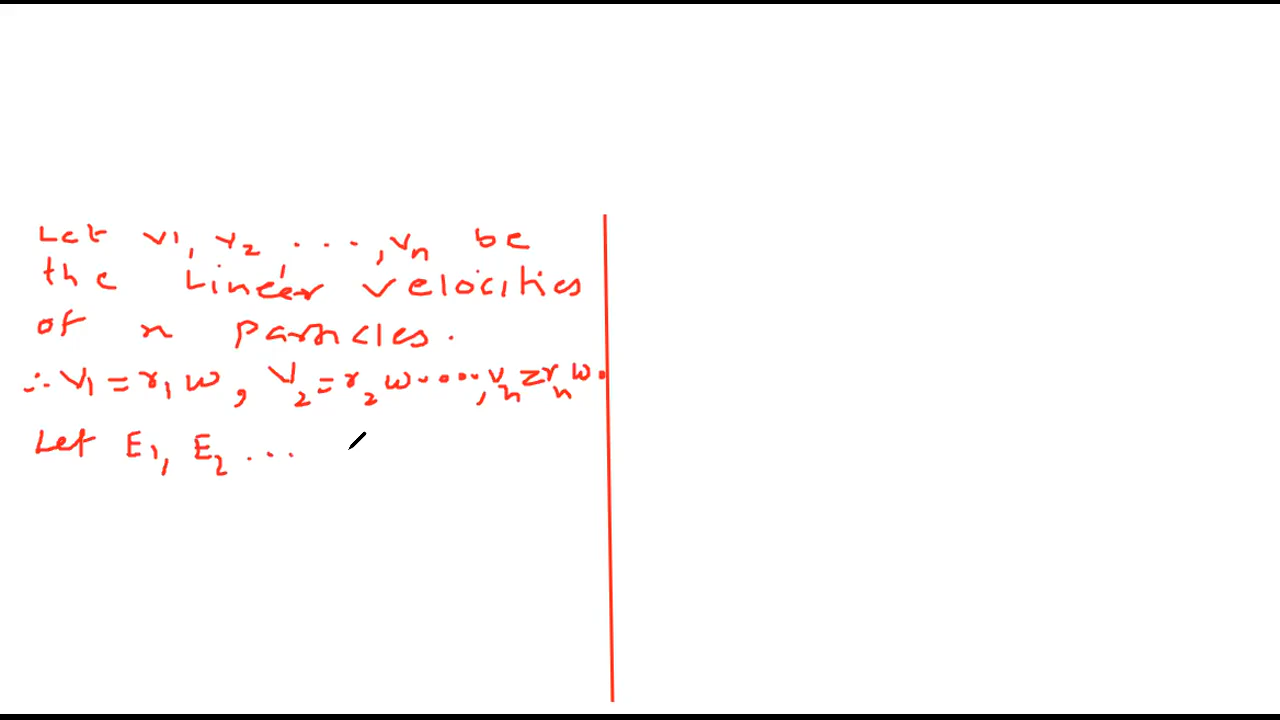 Let v1, v2, ...., vn be
the Linear velocities
of n particles.
∴ V1 = r1 w, V2 = r2 w....., vn = rn w.
Let E1, E2 ...